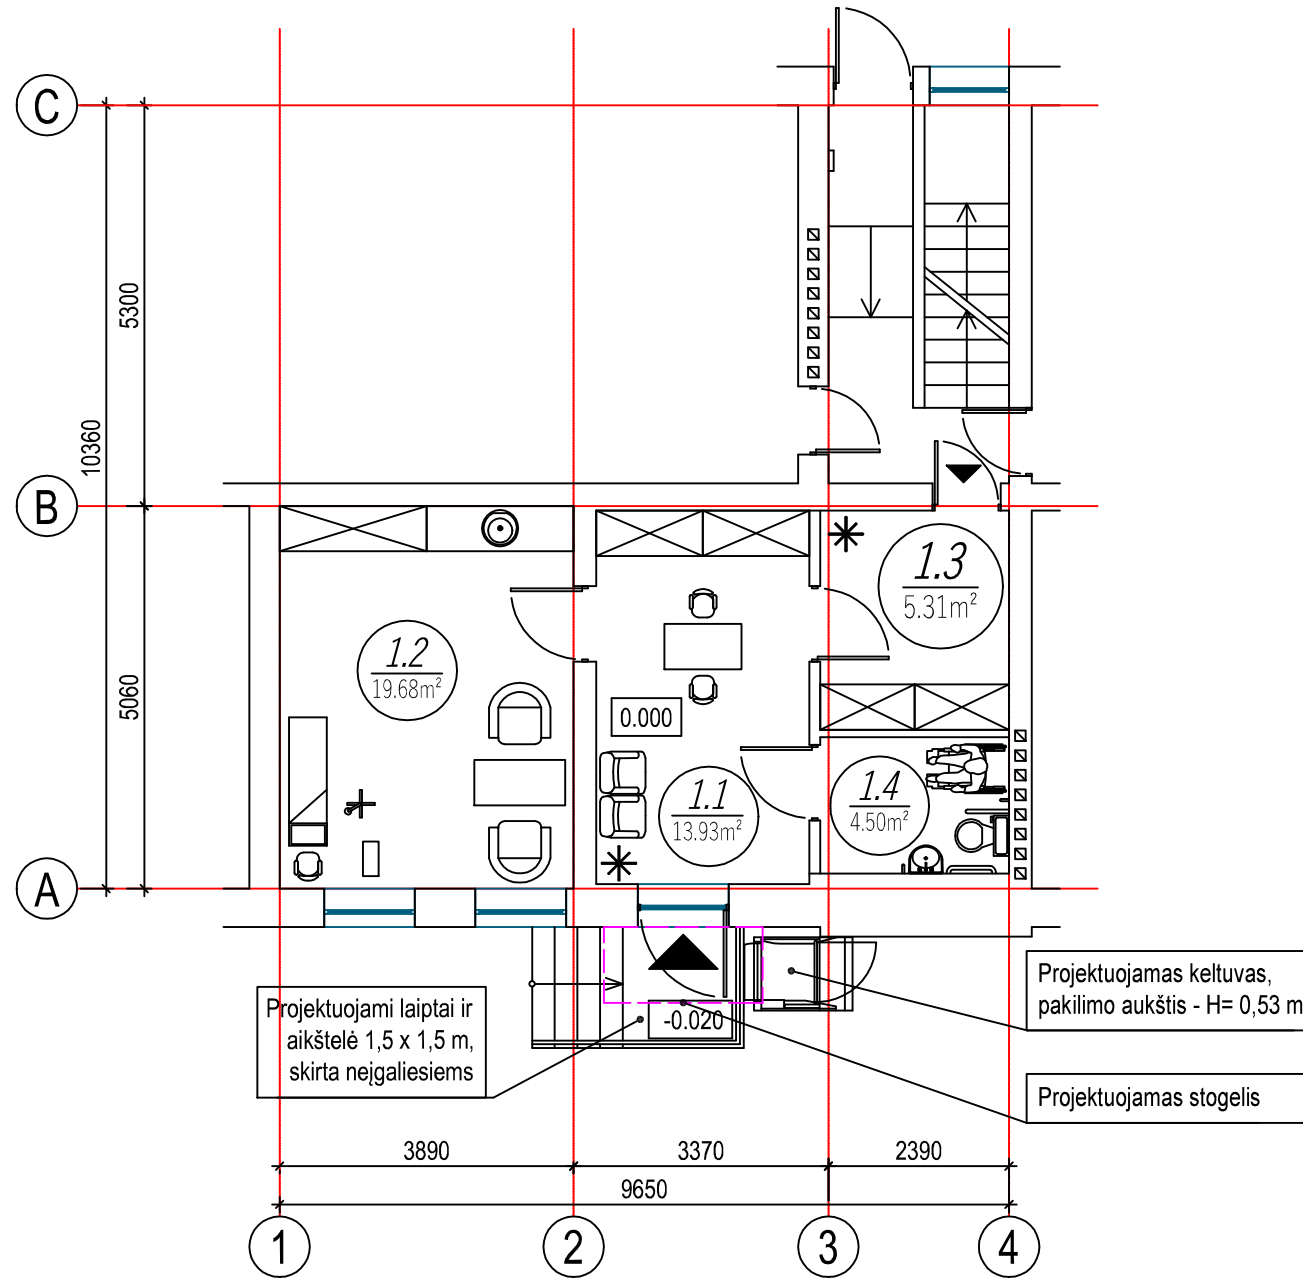 C
5300
10360
B
1.3
5.31m²
1.2
19.68m²
5060
0.000
1.1
13.93m²
1.4
4.50m²
A
Projektuojamas keltuvas,
pakilimo aukštis - H= 0,53 m
Projektuojami laiptai ir
aikštelė 1,5 x 1,5 m,
skirta neįgaliesiems
-0.020
Projektuojamas stogelis
3890
3370
2390
9650
1
2
3
4